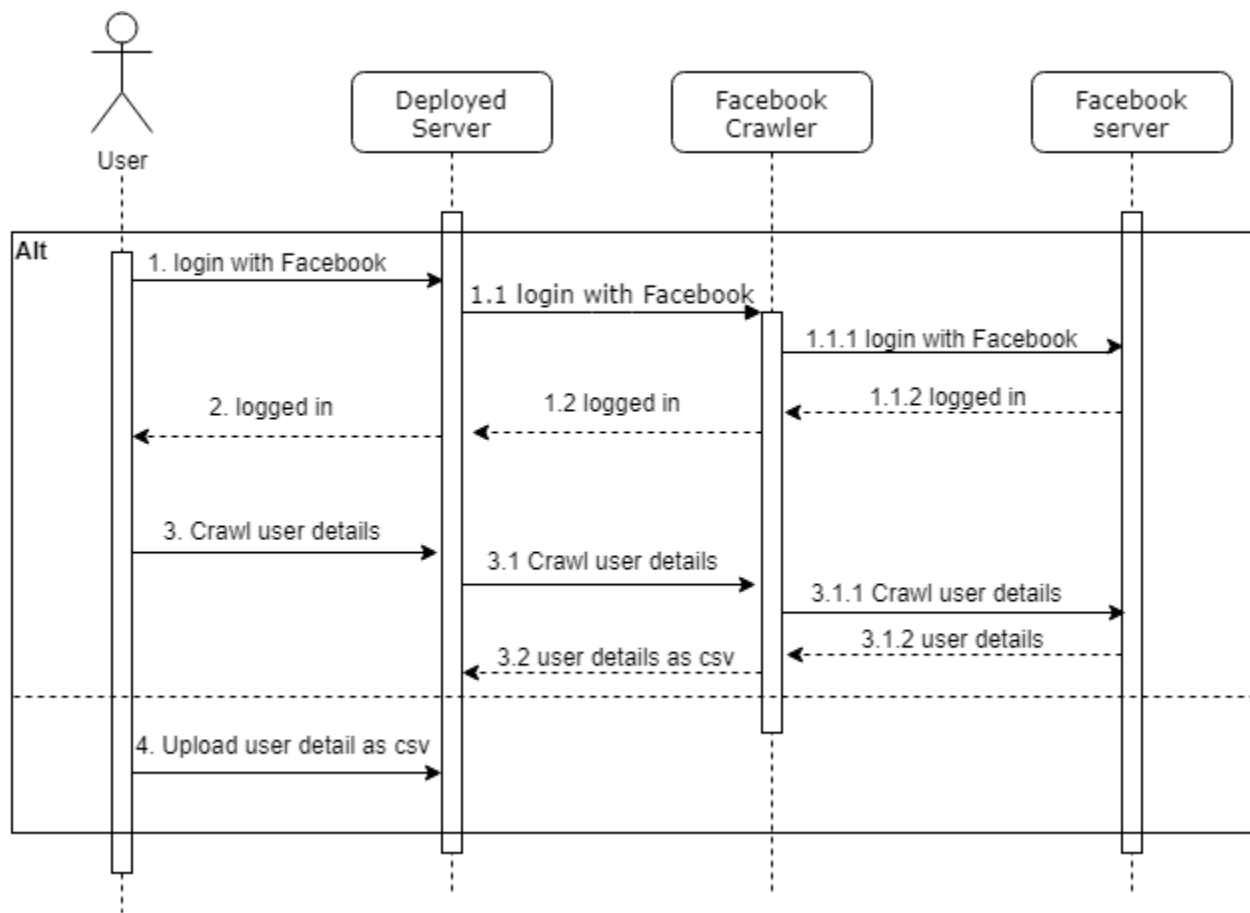 Deployed
Server
Facebook
Crawler
Facebook
server
User
Alt
1. login with Facebook
1.1 login with Facebook
1.1.1 login with Facebook
1.1.2 logged in
1.2 logged in
2. logged in
3. Crawl user details
3.1 Crawl user details
3.1.1 Crawl user details
3.1.2 user details
3.2 user details as csv
4. Upload user detail as csv